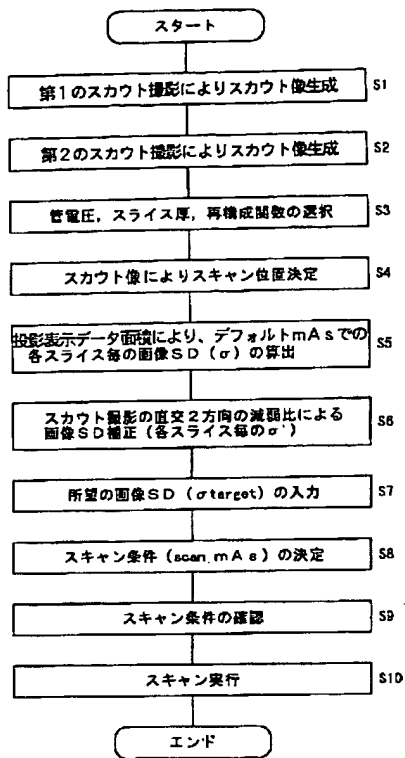 スタート
第1のスカウト撮影によりスカウト像生成 S1
第2のスカウト撮影によりスカウト像生成 S2
管電圧，スライス厚，再構成関数の選択 S3
スカウト像によりスキャン位置決定 S4
投影表示データ面積により、デフォルトmAsでの
各スライス毎の画像SD（σ）の算出 S5
スカウト撮影の直交2方向の減弱比による
画像SD補正（各スライス毎のσ'） S6
所望の画像SD（σtarget）の入力 S7
スキャン条件（scan.mAs）の決定 S8
スキャン条件の確認 S9
スキャン実行 S10
エンド